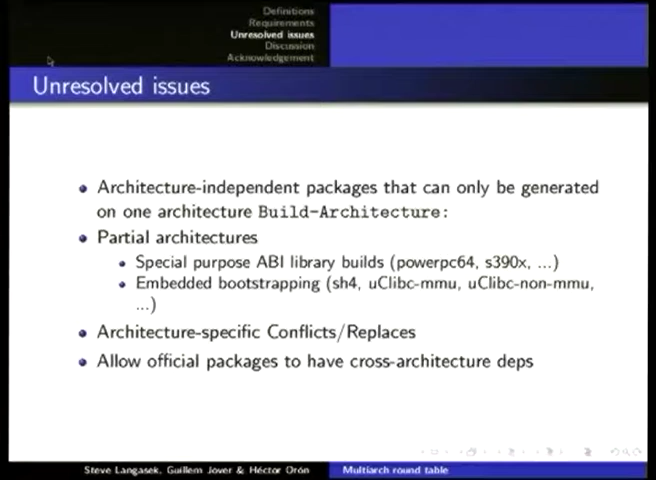 Definitions
Requirements
Unresolved issues
Discussion
Acknowledgement
Unresolved issues
Architecture-independent packages that can only be generated
on one architecture Build-Architecture:
Partial architectures
Special purpose ABI library builds (powerpc64, s390x, ...)
Embedded bootstrapping (sh4, uClibc-mmu, uClibc-non-mmu,
...)
Architecture-specific Conflicts/Replaces
Allow official packages to have cross-architecture deps
Steve Langasek, Guillem Jover & Héctor Orón
Multiarch round table